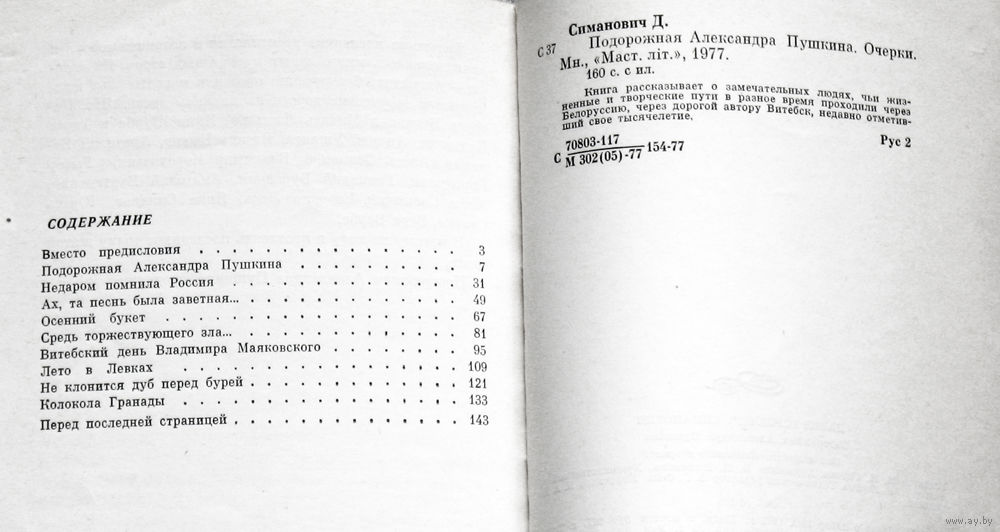 СОДЕРЖАНИЕ
Вместо предисловия . . . . . . . . . . . . . . 3
Подорожная Александра Пушкина . . . . . . . . . 7
Недаром помнила Россия . . . . . . . . . . . . . 31
Ах, та песнь была заветная... . . . . . . . . . . . 49
Осенний букет . . . . . . . . . . . . . . . 67
Средь торжествующего зла... . . . . . . . . . . . 81
Витебский день Владимира Маяковского . . . . . . . 95
Лето в Левках . . . . . . . . . . . . . . 109
Не клонится дуб перед бурей . . . . . . . . . . . 121
Колокола Гранады . . . . . . . . . . . . . . 133
Перед последней страницей . . . . . . . . . . . . 143
Симанович Д.
С 37 Подорожная Александра Пушкина. Очерки.
Мн., «Маст. літ.», 1977.
160 с. с ил.
Книга рассказывает о замечательных людях, чьи жиз-
ненные и творческие пути в разное время проходили через
Белоруссию, через дорогой автору Витебск, недавно отметив-
ший свое тысячелетие.
70803-117
С 154-77 Рус 2
М 302(05)-77
www.ay.by